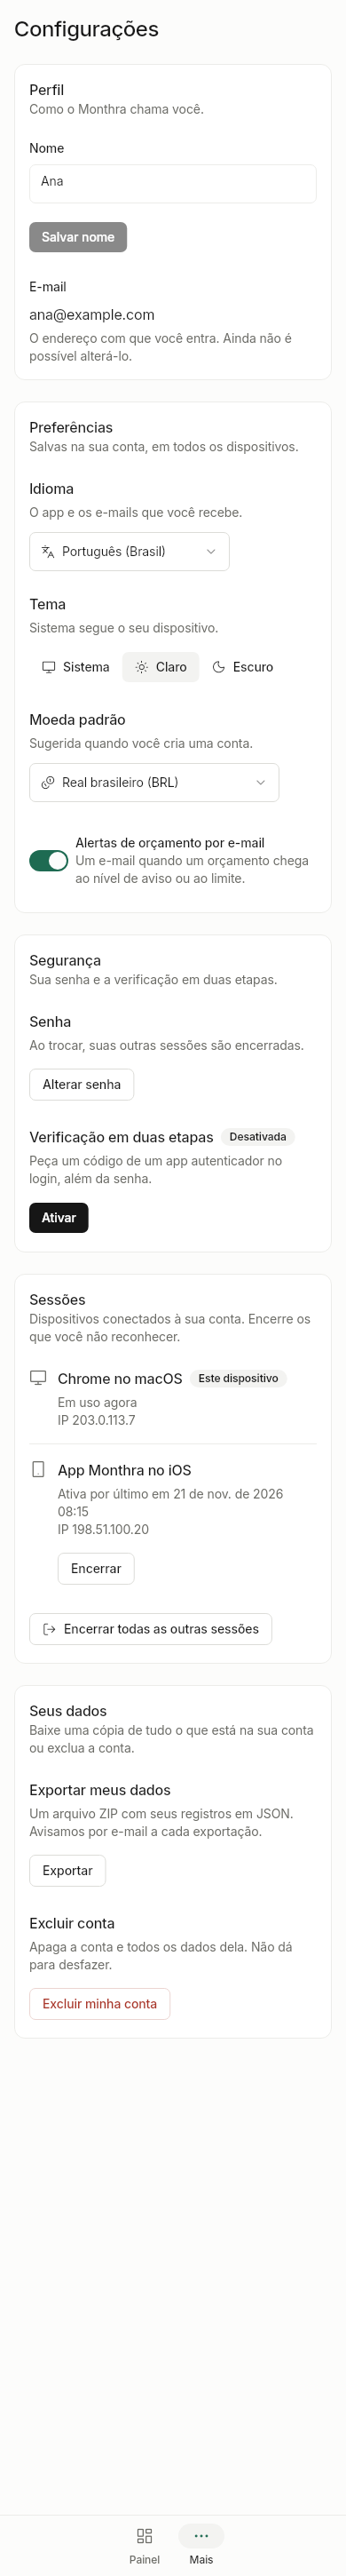 Configurações
Perfil
Como o Monthra chama você.
Nome
Ana
Salvar nome
E-mail
ana@example.com
O endereço com que você entra. Ainda não é
possível alterá-lo.
Preferências
Salvas na sua conta, em todos os dispositivos.
Idioma
O app e os e-mails que você recebe.
Português (Brasil)
Tema
Sistema segue o seu dispositivo.
Sistema
Claro
Escuro
Moeda padrão
Sugerida quando você cria uma conta.
Real brasileiro (BRL)
Alertas de orçamento por e-mail
Um e-mail quando um orçamento chega
ao nível de aviso ou ao limite.
Segurança
Sua senha e a verificação em duas etapas.
Senha
Ao trocar, suas outras sessões são encerradas.
Alterar senha
Verificação em duas etapas Desativada
Peça um código de um app autenticador no
login, além da senha.
Ativar
Sessões
Dispositivos conectados à sua conta. Encerre os
que você não reconhecer.
Chrome no macOS Este dispositivo
Em uso agora
IP 203.0.113.7
App Monthra no iOS
Ativa por último em 21 de nov. de 2026
08:15
IP 198.51.100.20
Encerrar
Encerrar todas as outras sessões
Seus dados
Baixe uma cópia de tudo o que está na sua conta
ou exclua a conta.
Exportar meus dados
Um arquivo ZIP com seus registros em JSON.
Avisamos por e-mail a cada exportação.
Exportar
Excluir conta
Apaga a conta e todos os dados dela. Não dá
para desfazer.
Excluir minha conta
Painel
Mais